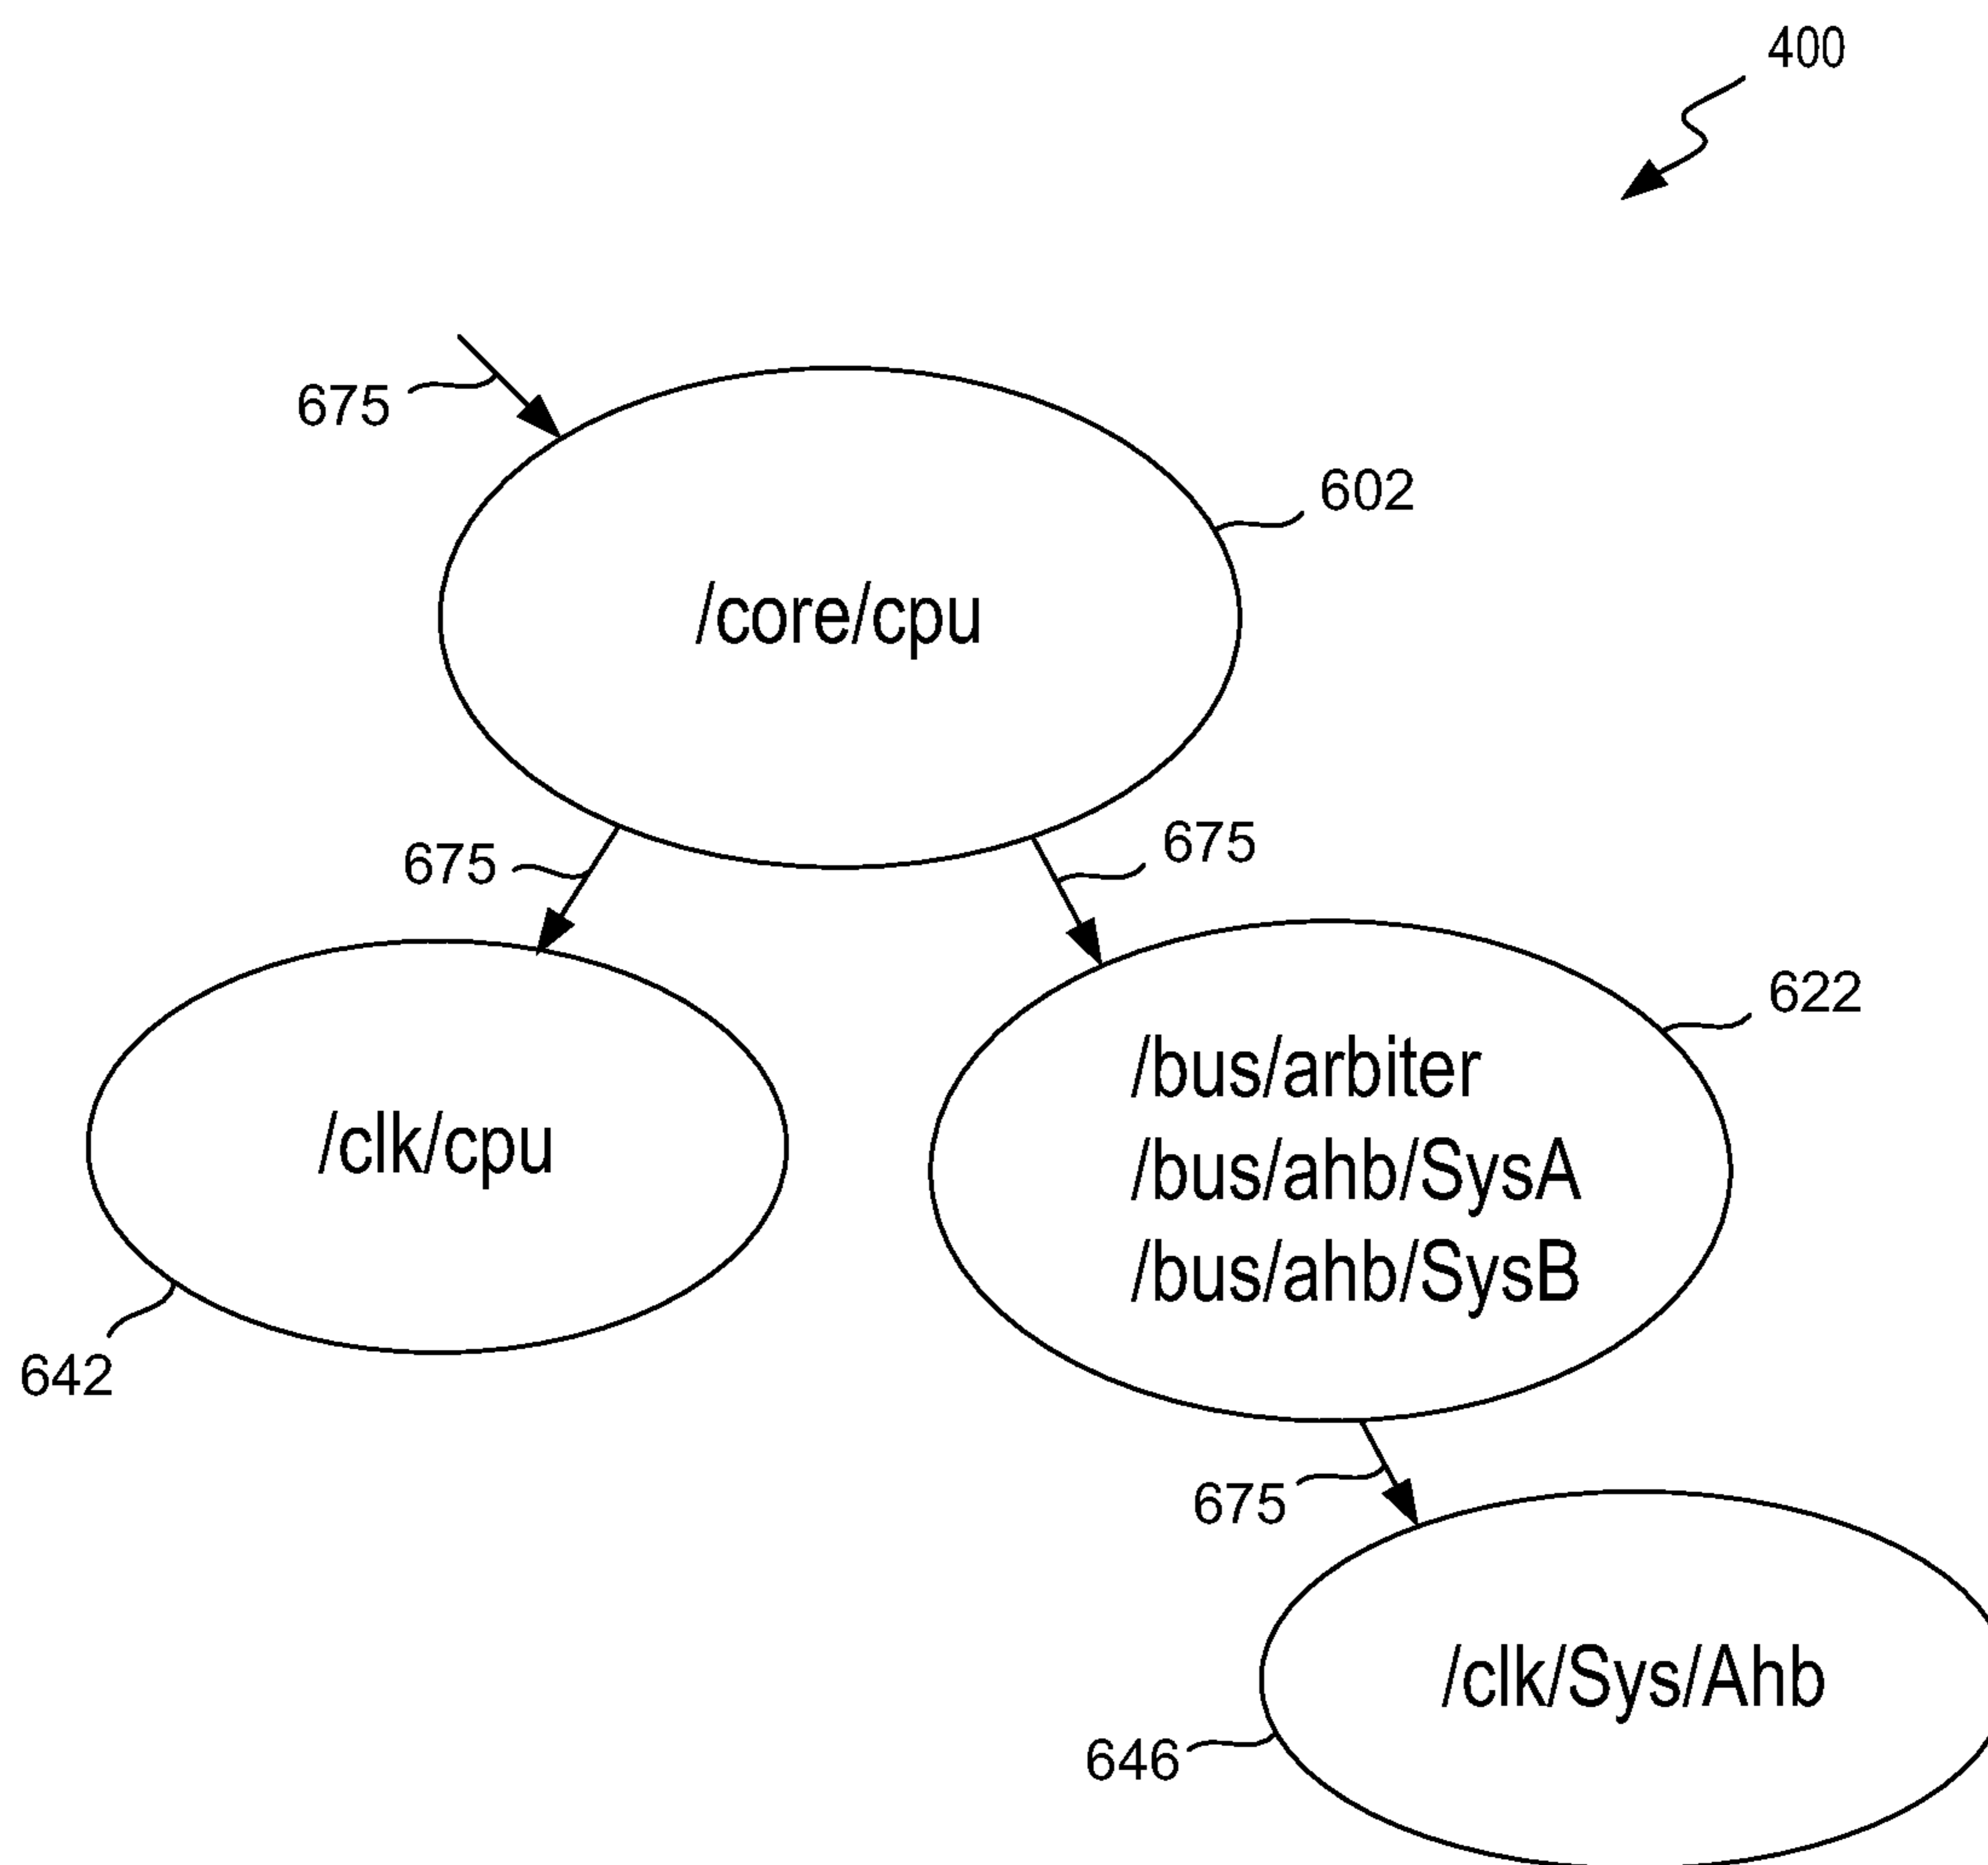 400
675
602
/core/cpu
675
675
622
/bus/arbiter
/clk/cpu
/bus/ahb/SysA
/bus/ahb/SysB
642
675
/clk/Sys/Ahb
646